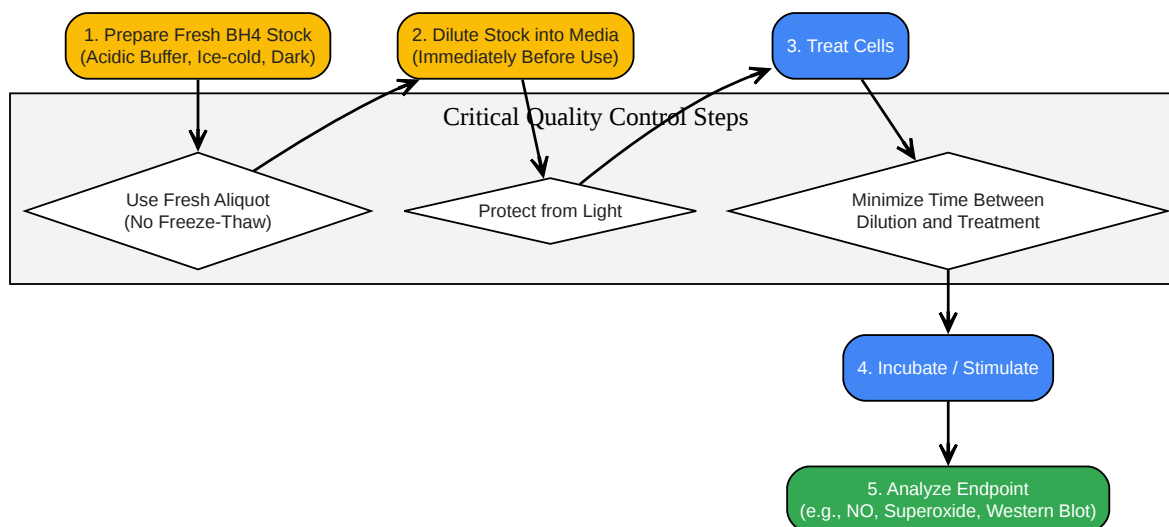 1. Prepare Fresh BH4 Stock
(Acidic Buffer, Ice-cold, Dark)
2. Dilute Stock into Media
(Immediately Before Use)
3. Treat Cells
Critical Quality Control Steps
Use Fresh Aliquot
(No Freeze-Thaw)
Protect from Light
Minimize Time Between
Dilution and Treatment
4. Incubate / Stimulate
5. Analyze Endpoint
(e.g., NO, Superoxide, Western Blot)